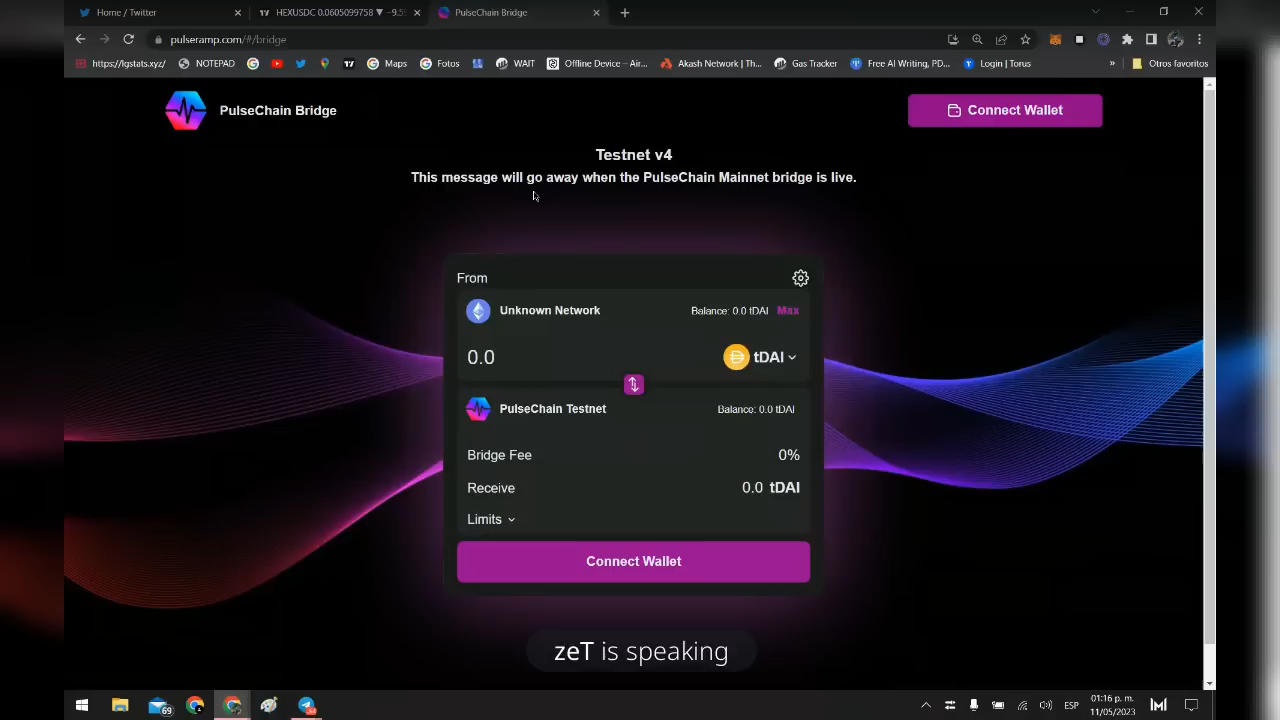 Home / Twitter
HEXUSDC 0.0605099758 ▼ −9.5
PulseChain Bridge
pulseramp.com/#/bridge
https://lgstats.xyz/
NOTEPAD
Maps
Fotos
WAIT
Offline Device – Air...
Akash Network | Th...
Gas Tracker
Free AI Writing, PD...
Login | Torus
»
Otros favoritos
PulseChain Bridge
Connect Wallet
Testnet v4
This message will go away when the PulseChain Mainnet bridge is live.
From
Unknown Network
Balance: 0.0 tDAI Max
0.0
tDAI
PulseChain Testnet
Balance: 0.0 tDAI
Bridge Fee
0%
Receive
0.0 tDAI
Limits
Connect Wallet
zeT is speaking
69
ESP
01:16 p. m.
11/05/2023